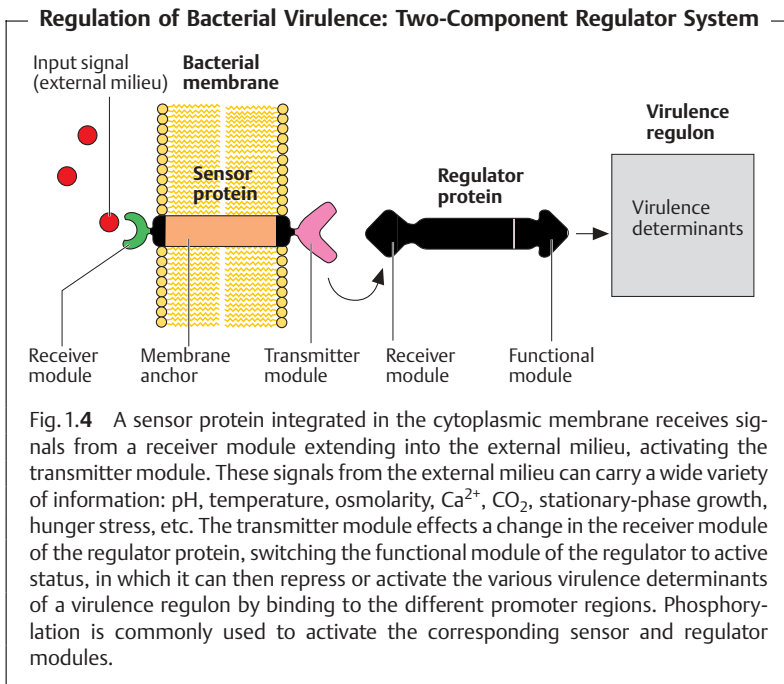 Regulation of Bacterial Virulence: Two-Component Regulator System
Input signal
(external milieu)
Bacterial
membrane
Virulence
regulon
Sensor
protein
Regulator
protein
Virulence
determinants
Receiver
module
Membrane
anchor
Transmitter
module
Receiver
module
Functional
module
Fig. 1.4 A sensor protein integrated in the cytoplasmic membrane receives sig-
nals from a receiver module extending into the external milieu, activating the
transmitter module. These signals from the external milieu can carry a wide variety
of information: pH, temperature, osmolarity, Ca²⁺, CO₂, stationary-phase growth,
hunger stress, etc. The transmitter module effects a change in the receiver module
of the regulator protein, switching the functional module of the regulator to active
status, in which it can then repress or activate the various virulence determinants
of a virulence regulon by binding to the different promoter regions. Phosphory-
lation is commonly used to activate the corresponding sensor and regulator
modules.